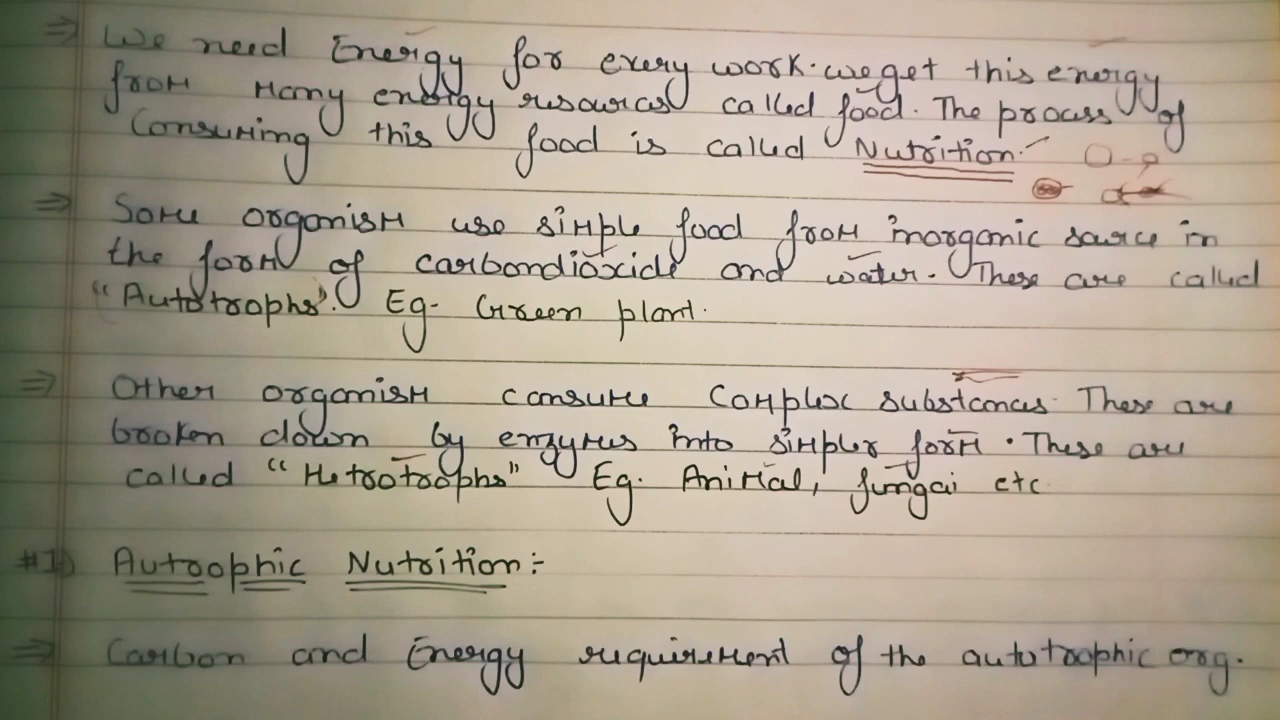 ⇒ We need Energy for every work. we get this energy
from many energy resources called food. The process of
Consuming this food is called Nutrition.
⇒ Some organism use simple food from inorganic source in
the form of carbondioxide and water. These are called
"Autotrophs". Eg. Green plant.
⇒ Other organism consume Complex substances. These are
broken down by enzymes into simpler form. These are
called "Hetrotrophs" Eg. Animal, fungai etc
#1) Autrophic Nutrition :-
⇒ Carbon and Energy requirement of the autotrophic org.